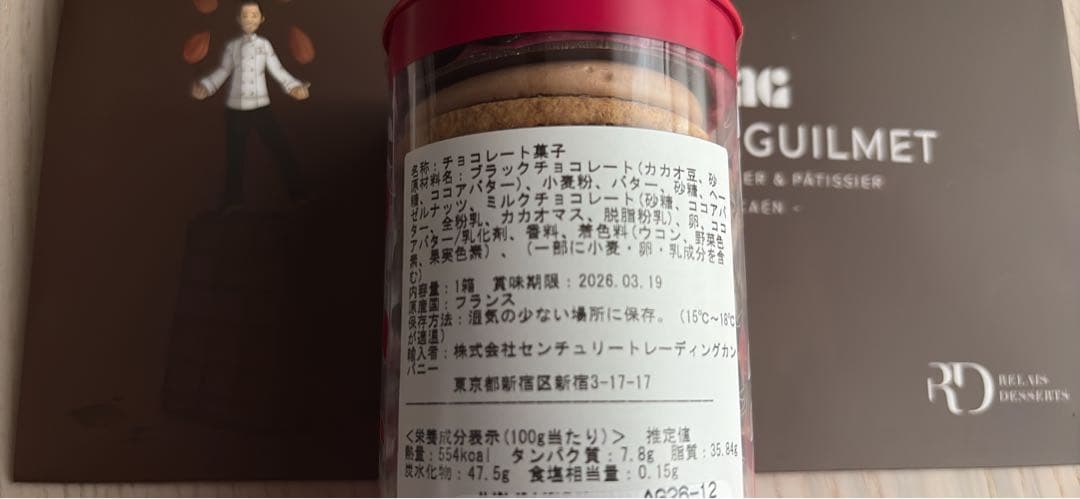 名称：チョコレート菓子
原材料名：ブラックチョコレート(カカオ豆、砂
糖、ココアバター)、小麦粉、バター、砂糖、ヘー
ゼルナッツ、ミルクチョコレート(砂糖、ココアバ
ター、全粉乳、カカオマス、脱脂粉乳)、卵、ココ
アバター/乳化剤、香料、着色料(ウコン、野菜色
素、果実色素)、(一部に小麦・卵・乳成分を含
む)
内容量：1箱 賞味期限：2026.03.19
原産国：フランス
保存方法：湿気の少ない場所に保存。(15℃～18℃
が適温)
輸入者：株式会社センチュリートレーディングカン
パニー
東京都新宿区新宿3-17-17
<栄養成分表示(100g当たり)> 推定値
熱量：554kcal タンパク質：7.8g 脂質：35.84g
炭水化物：47.5g 食塩相当量：0.15g
AG26-12
GUILMET
ER & PÂTISSIER
CAEN -
RD RELAIS
DESSERTS